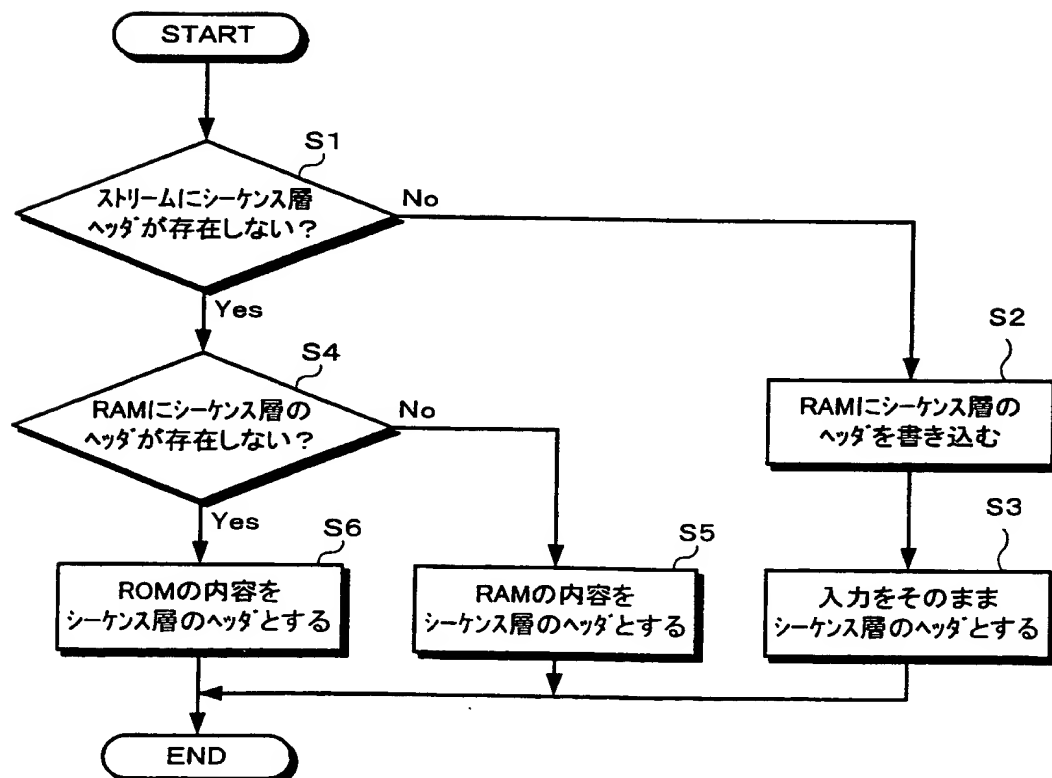 START
S1
ストリームにシーケンス層
ヘッダが存在しない？
No
Yes
S4
RAMにシーケンス層の
ヘッダが存在しない？
No
Yes
S2
RAMにシーケンス層の
ヘッダを書き込む
S6
ROMの内容を
シーケンス層のヘッダとする
S5
RAMの内容を
シーケンス層のヘッダとする
S3
入力をそのまま
シーケンス層のヘッダとする
END